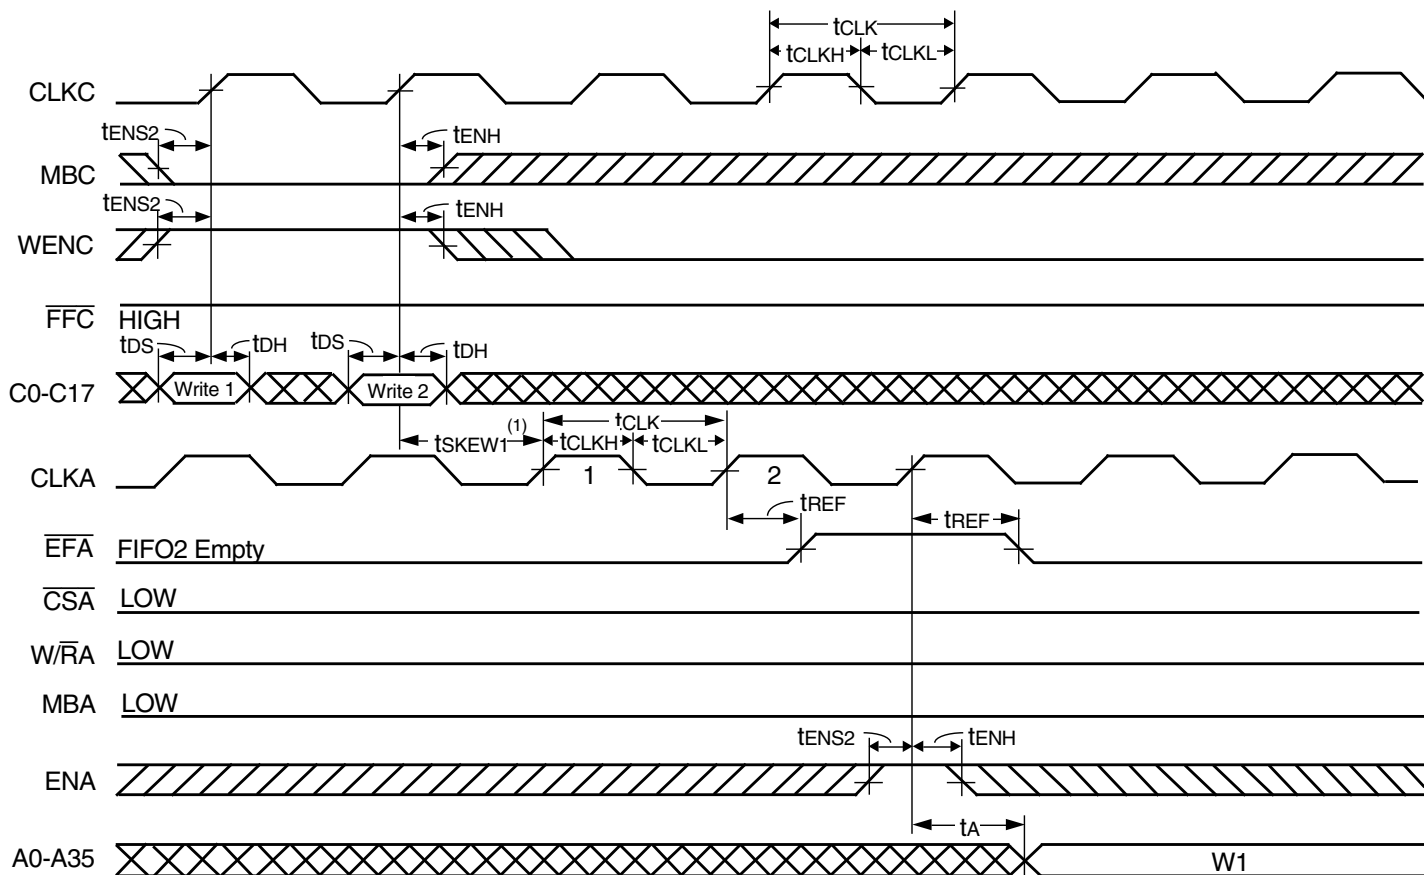 tCLK
tCLKH tCLKL
CLKC
tENS2 tENH
MBC
tENS2 tENH
WENC
FFC HIGH
tDS tDH tDS tDH
C0-C17 Write 1 Write 2
tSKEW1(1) tCLK
tCLKH tCLKL
CLKA 1 2
tREF tREF
EFA FIFO2 Empty
CSA LOW
W/RA LOW
MBA LOW
tENS2 tENH
ENA
tA
A0-A35 W1